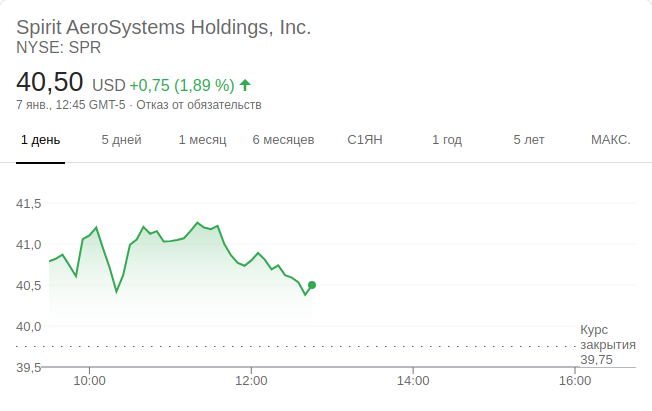 Spirit AeroSystems Holdings, Inc.
NYSE: SPR
40,50 USD +0,75 (1,89 %)
7 янв., 12:45 GMT-5 · Отказ от обязательств
1 день 5 дней 1 месяц 6 месяцев С1ЯН 1 год 5 лет МАКС.
41,5
41,0
40,5
40,0
Курс
закрытия
39,75
39,5
10:00 12:00 14:00 16:00